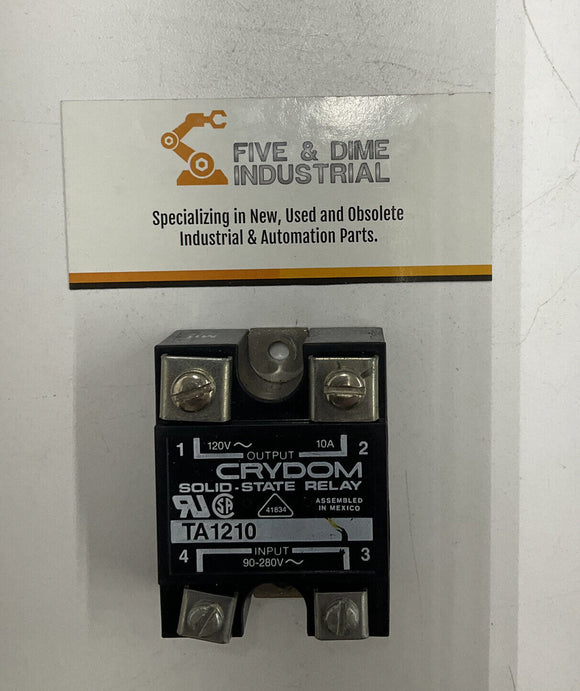 FIVE & DIME
INDUSTRIAL
Specializing in New, Used and Obsolete
Industrial & Automation Parts.
1 120V~ 10A 2
OUTPUT
CRYDOM
SOLID-STATE RELAY
41834
ASSEMBLED
IN MEXICO
TA1210
4 INPUT 3
90-280V~